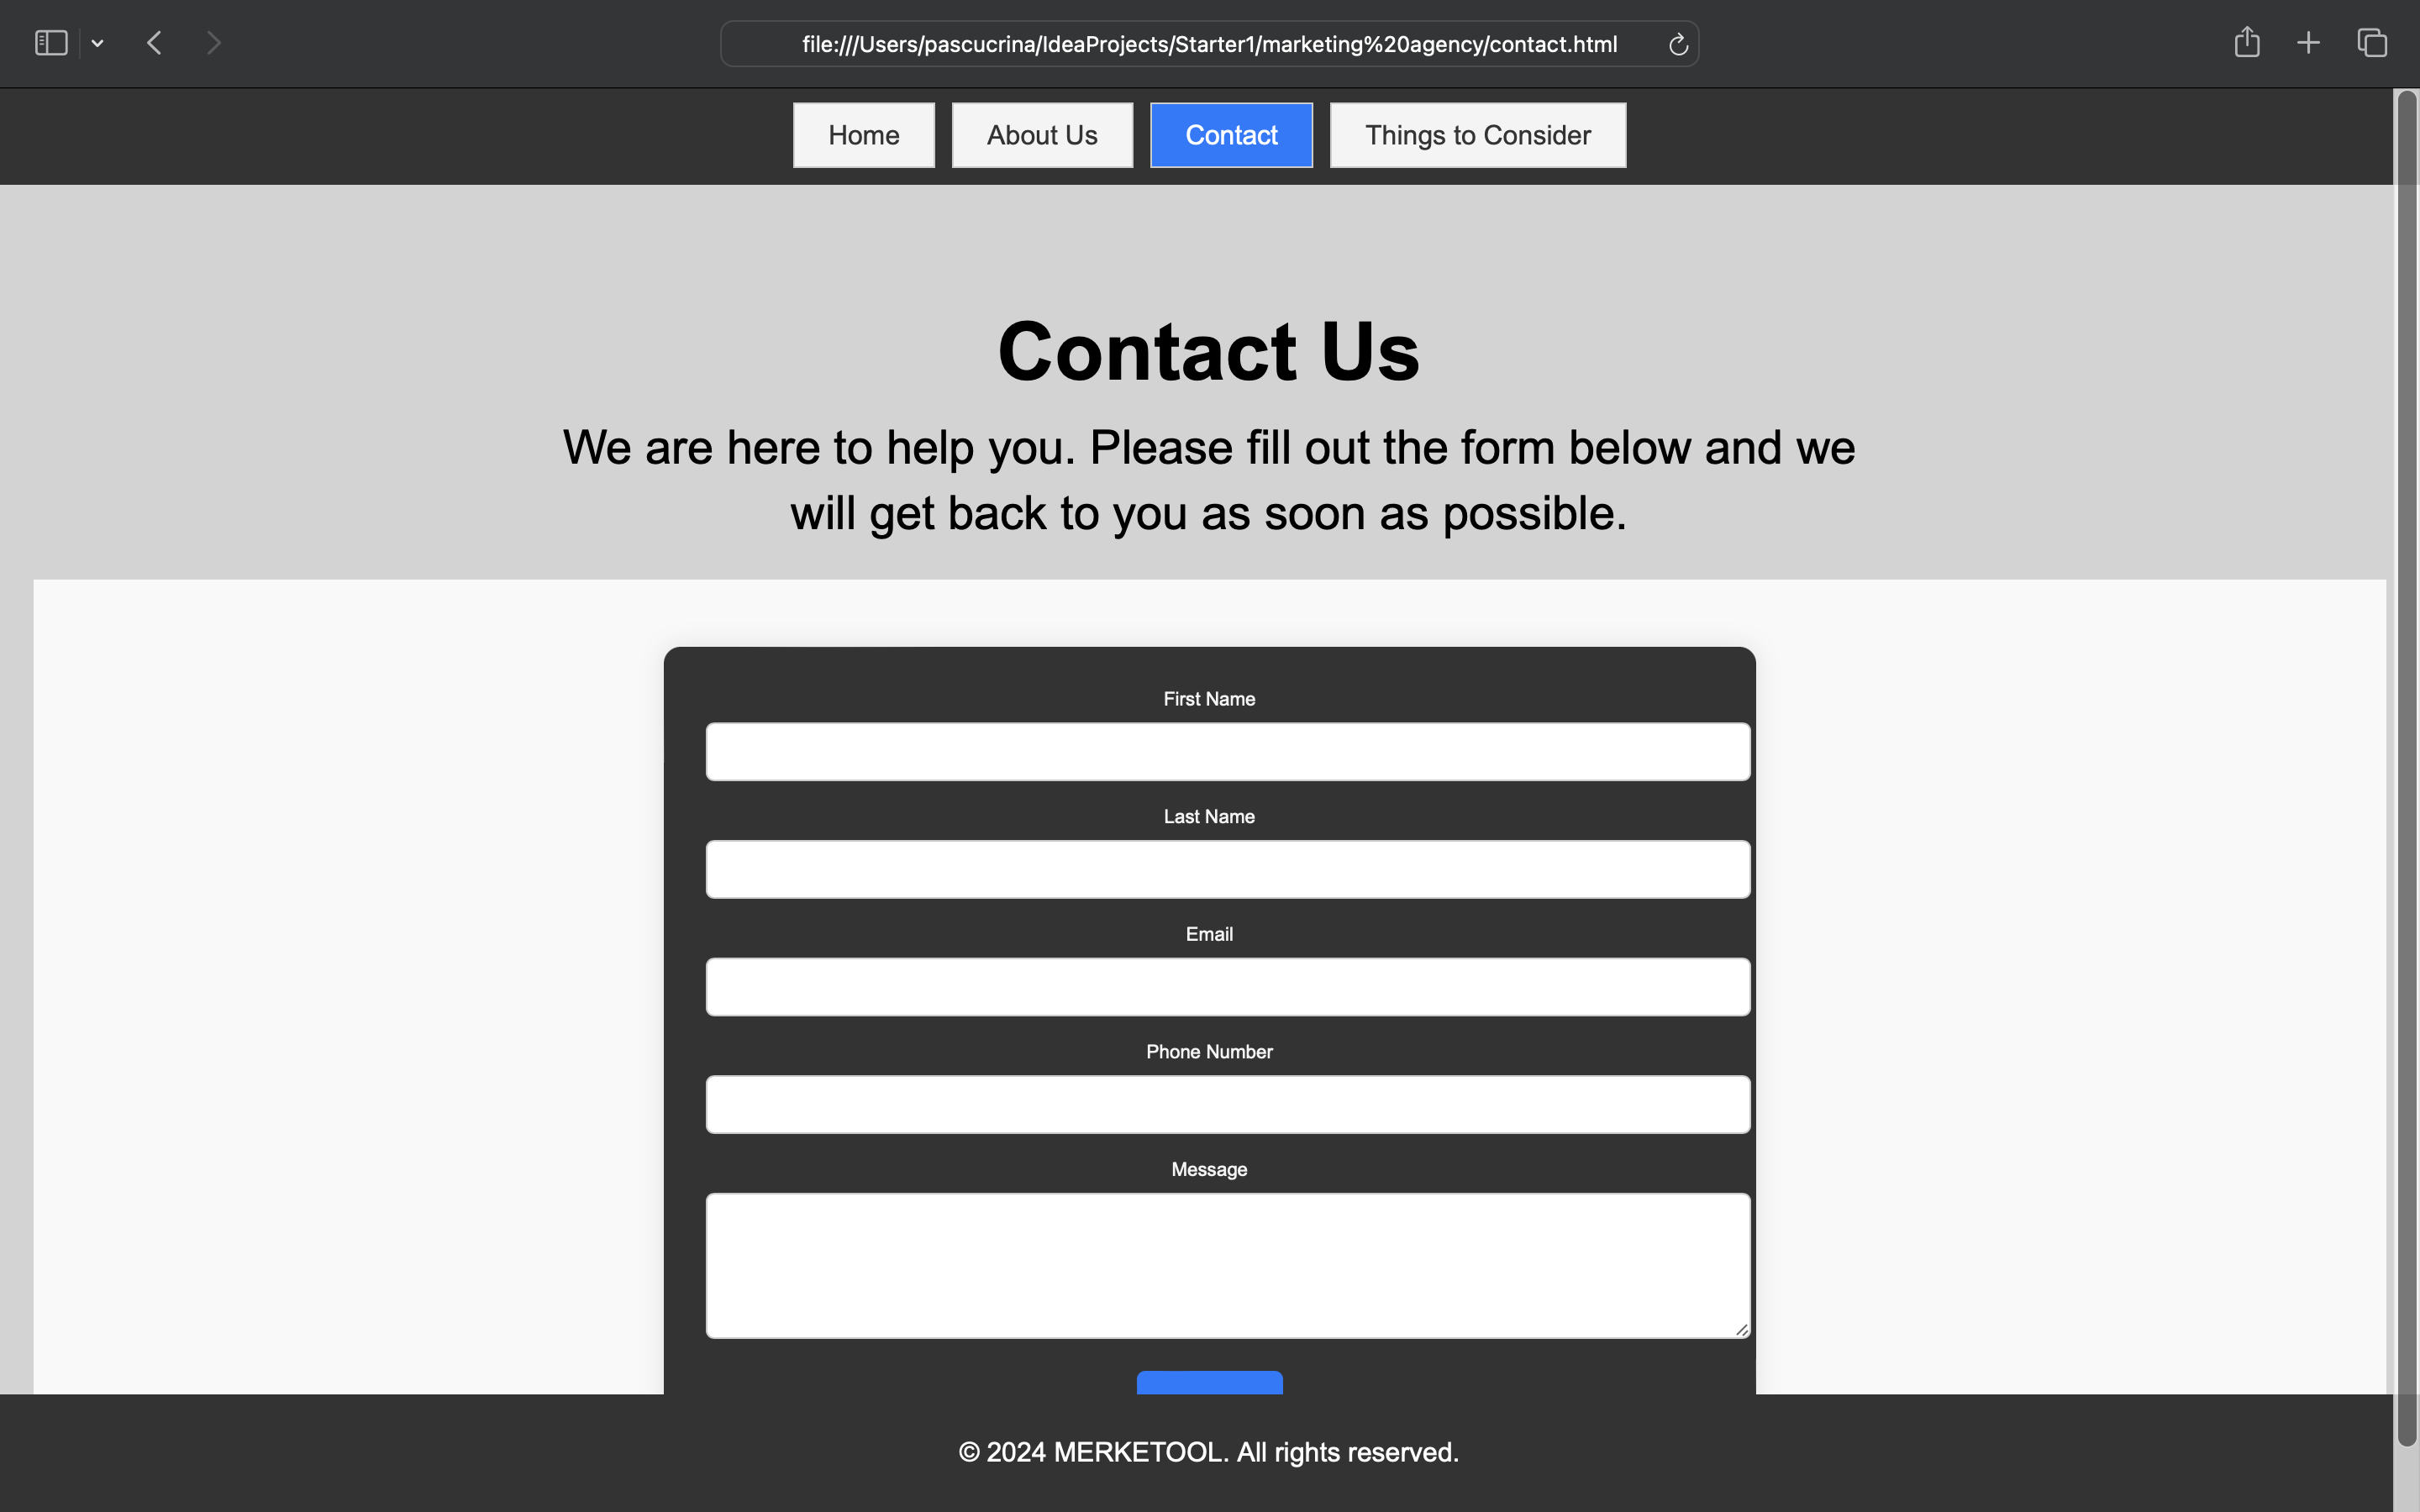 file:///Users/pascucrina/IdeaProjects/Starter1/marketing%20agency/contact.html
Home
About Us
Contact
Things to Consider
Contact Us
We are here to help you. Please fill out the form below and we
will get back to you as soon as possible.
First Name
Last Name
Email
Phone Number
Message
© 2024 MERKETOOL. All rights reserved.